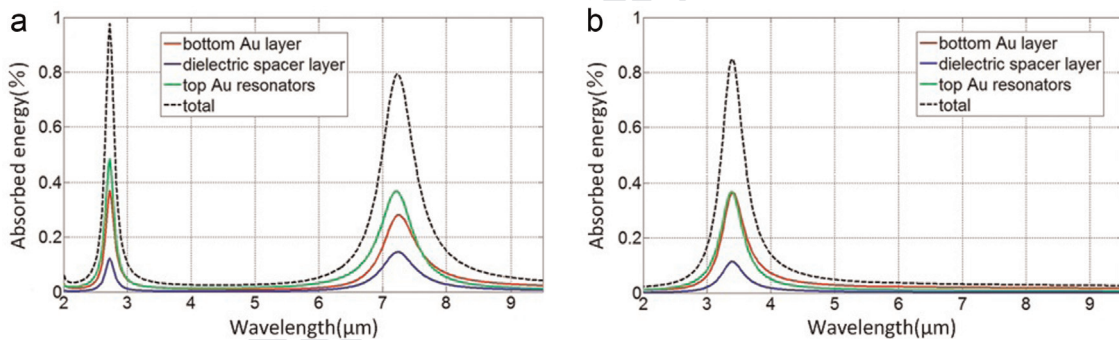 a
1
0.8
0.6
0.4
0.2
0
2 3 4 5 6 7 8 9
Absorbed energy(%)
Wavelength(μm)
bottom Au layer
dielectric spacer layer
top Au resonators
total
b
1
0.8
0.6
0.4
0.2
0
2 3 4 5 6 7 8 9
Absorbed energy(%)
Wavelength(μm)
bottom Au layer
dielectric spacer layer
top Au resonators
total